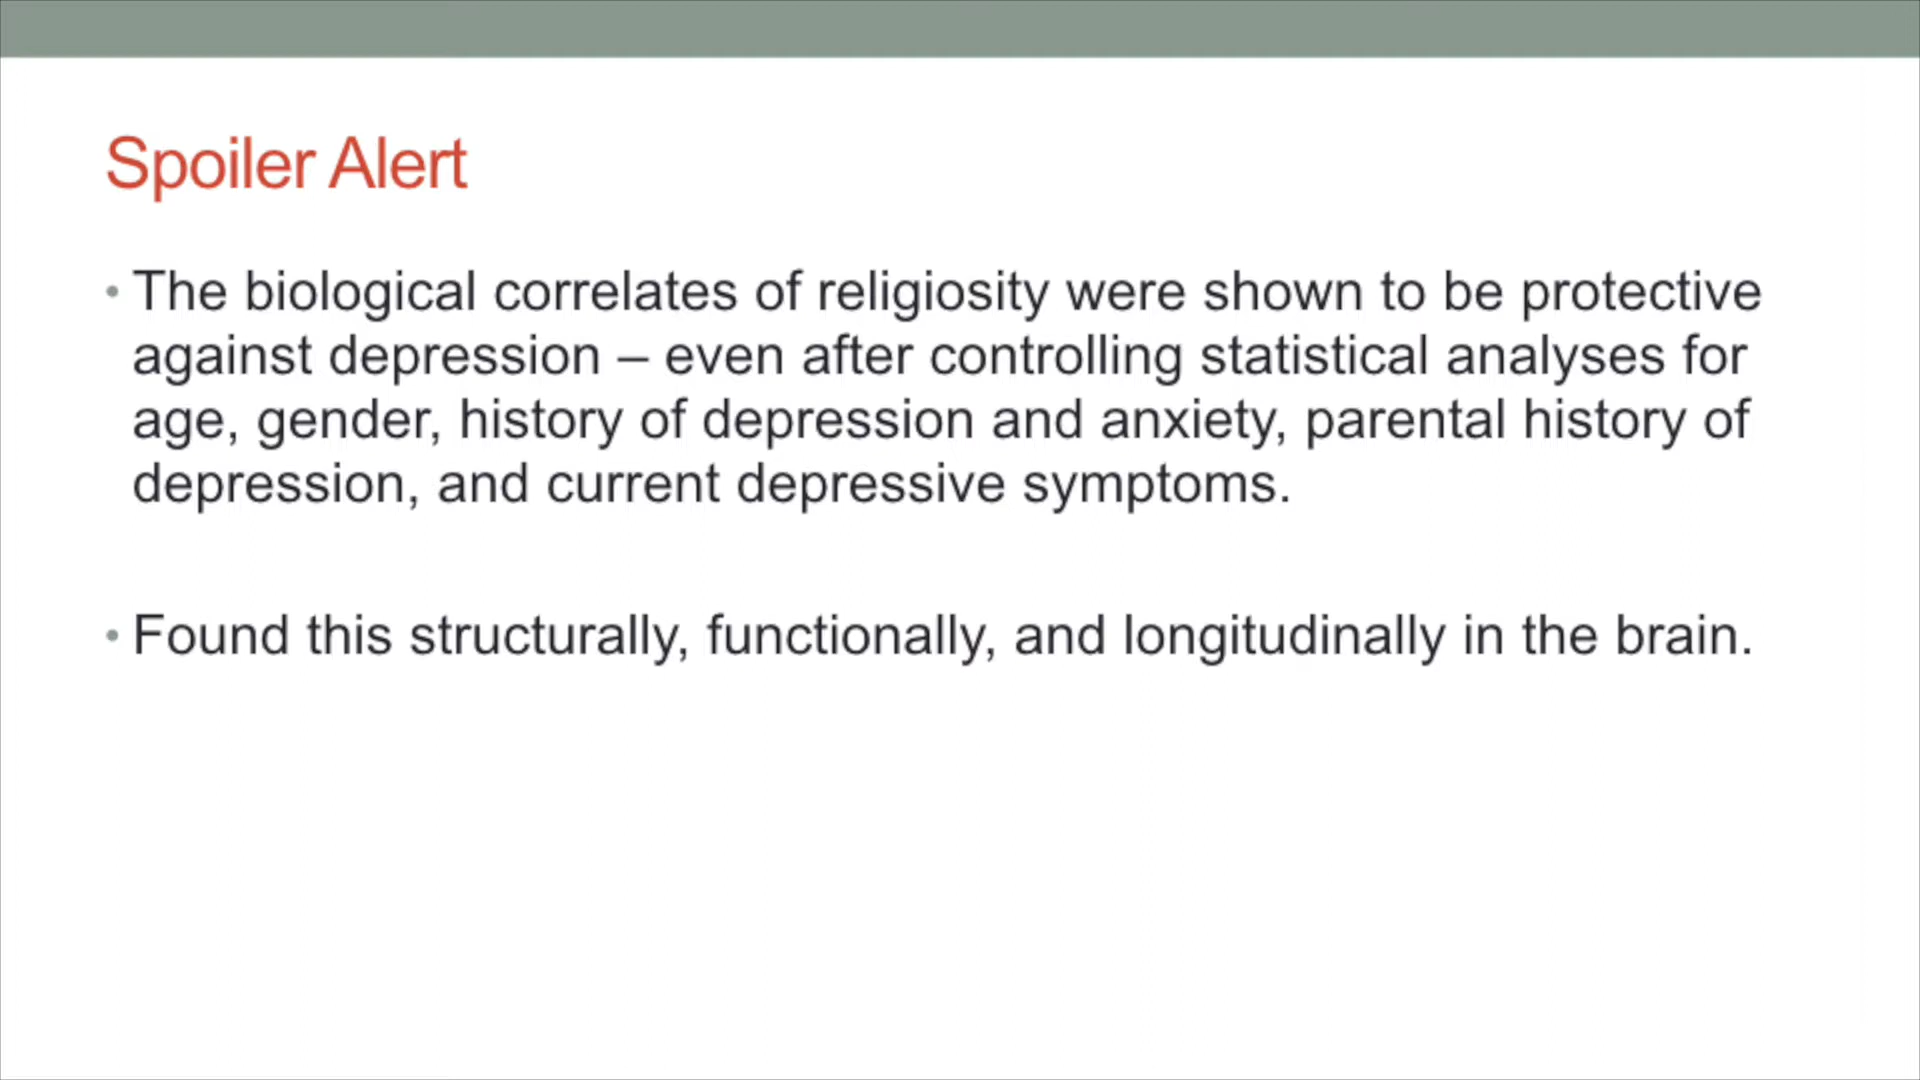 Spoiler Alert
• The biological correlates of religiosity were shown to be protective
against depression – even after controlling statistical analyses for
age, gender, history of depression and anxiety, parental history of
depression, and current depressive symptoms.
• Found this structurally, functionally, and longitudinally in the brain.